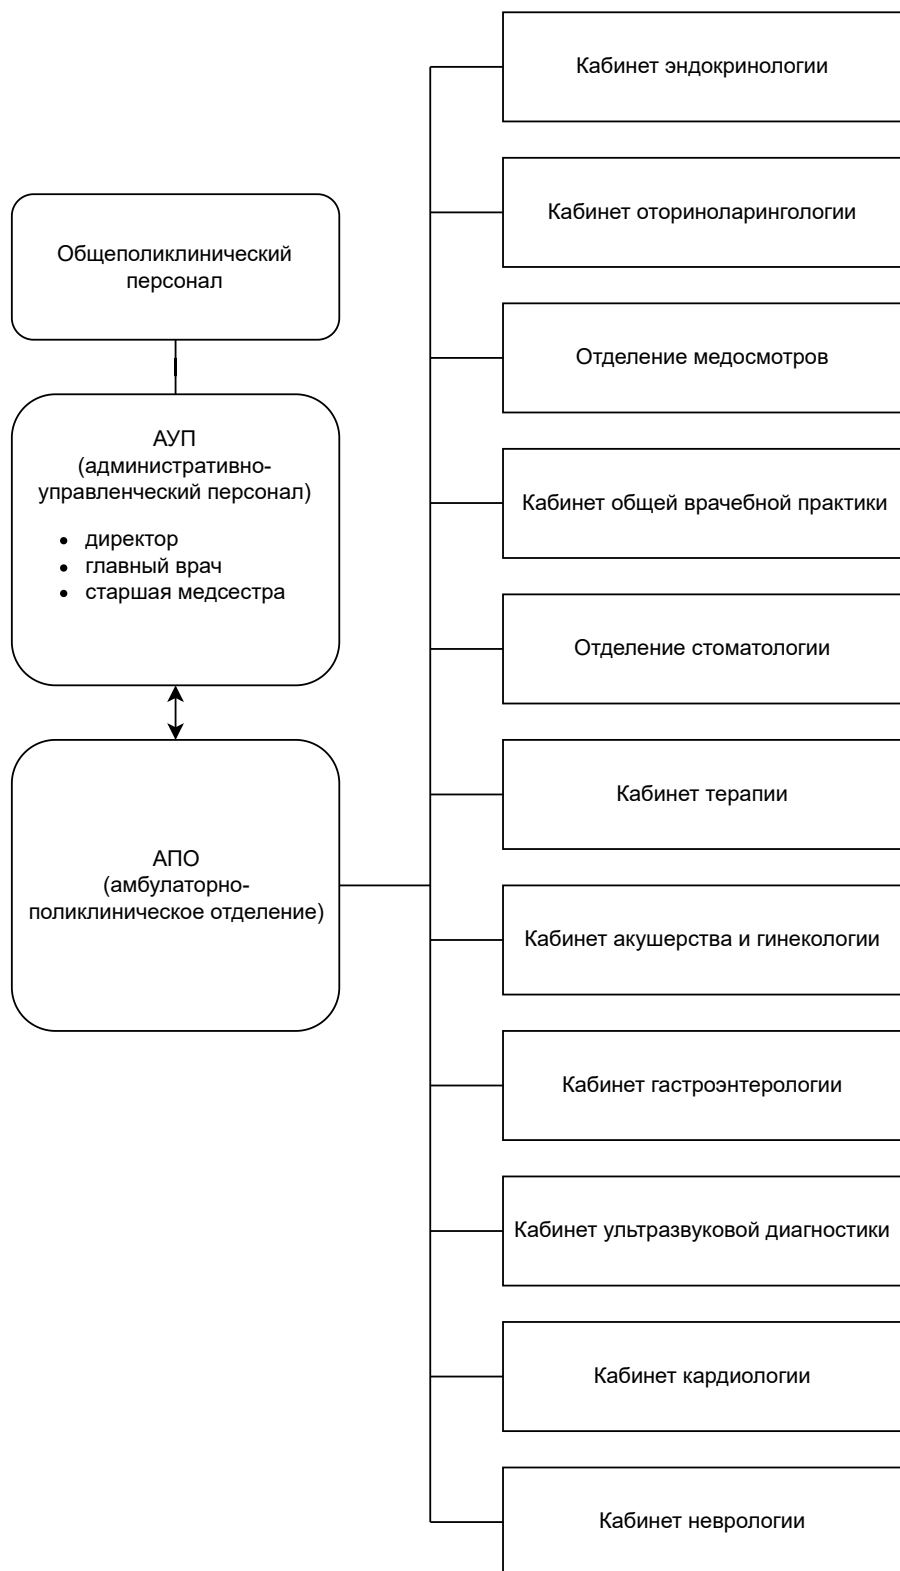 Общеполиклинический
персонал
АУП
(административно-
управленческий персонал)
• директор
• главный врач
• старшая медсестра
АПО
(амбулаторно-
поликлиническое отделение)
Кабинет эндокринологии
Кабинет оториноларингологии
Отделение медосмотров
Кабинет общей врачебной практики
Отделение стоматологии
Кабинет терапии
Кабинет акушерства и гинекологии
Кабинет гастроэнтерологии
Кабинет ультразвуковой диагностики
Кабинет кардиологии
Кабинет неврологии